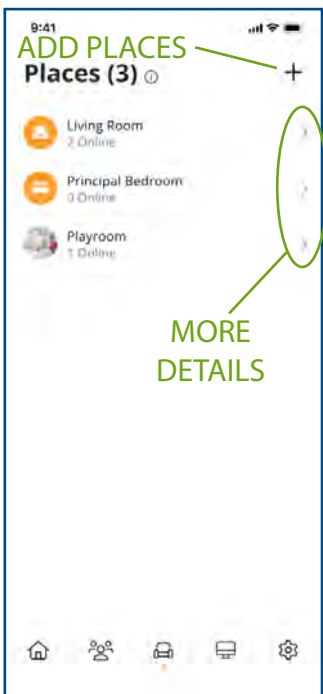 9:41
ADD PLACES
Places (3)
Living Room
2 Online
Principal Bedroom
0 Online
Playroom
1 Online
MORE
DETAILS